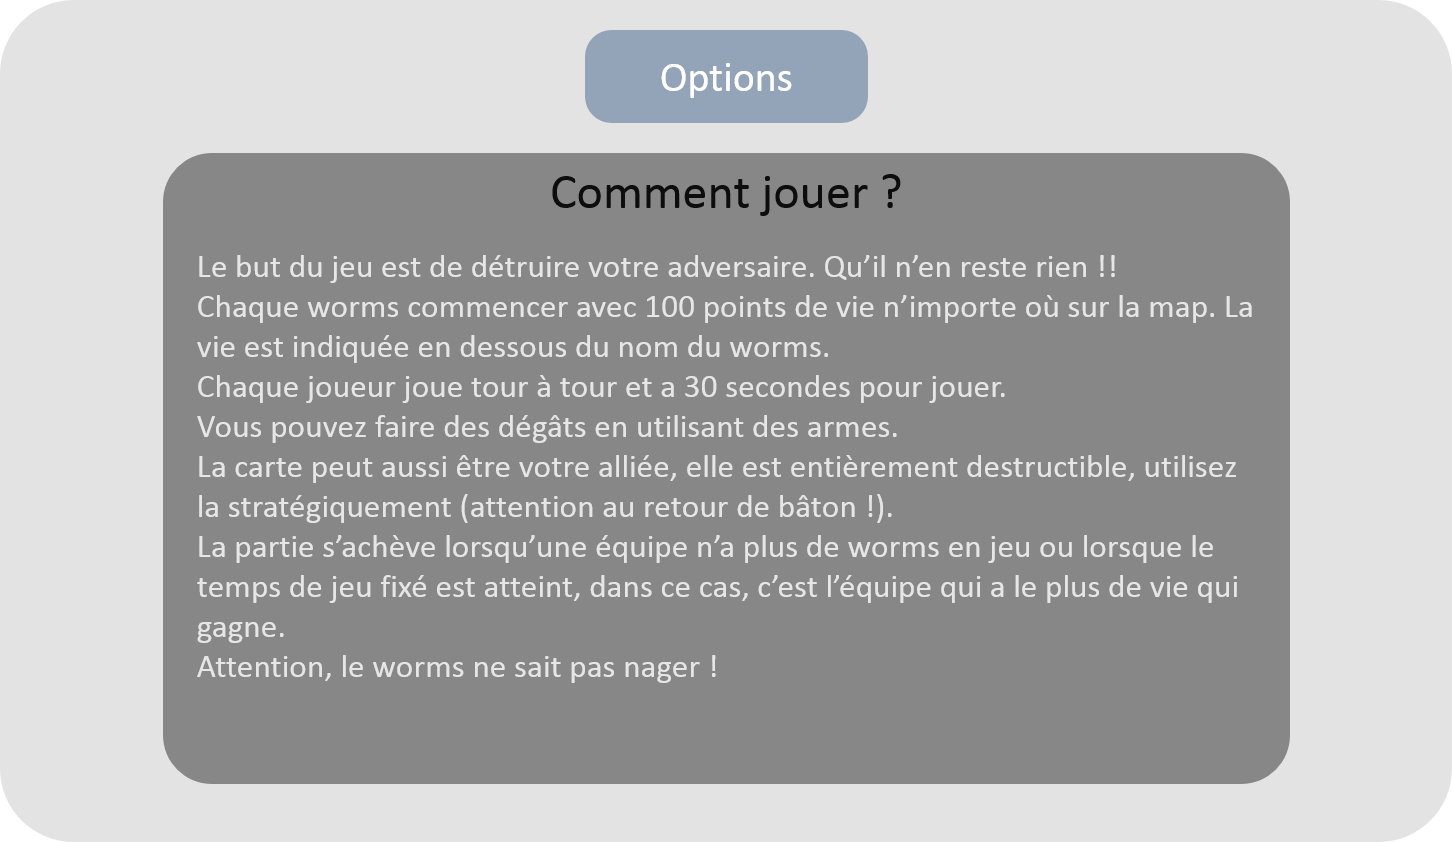 Options
Comment jouer ?
Le but du jeu est de détruire votre adversaire. Qu’il n’en reste rien !!
Chaque worms commencer avec 100 points de vie n’importe où sur la map. La
vie est indiquée en dessous du nom du worms.
Chaque joueur joue tour à tour et a 30 secondes pour jouer.
Vous pouvez faire des dégâts en utilisant des armes.
La carte peut aussi être votre alliée, elle est entièrement destructible, utilisez
la stratégiquement (attention au retour de bâton !).
La partie s’achève lorsqu’une équipe n’a plus de worms en jeu ou lorsque le
temps de jeu fixé est atteint, dans ce cas, c’est l’équipe qui a le plus de vie qui
gagne.
Attention, le worms ne sait pas nager !